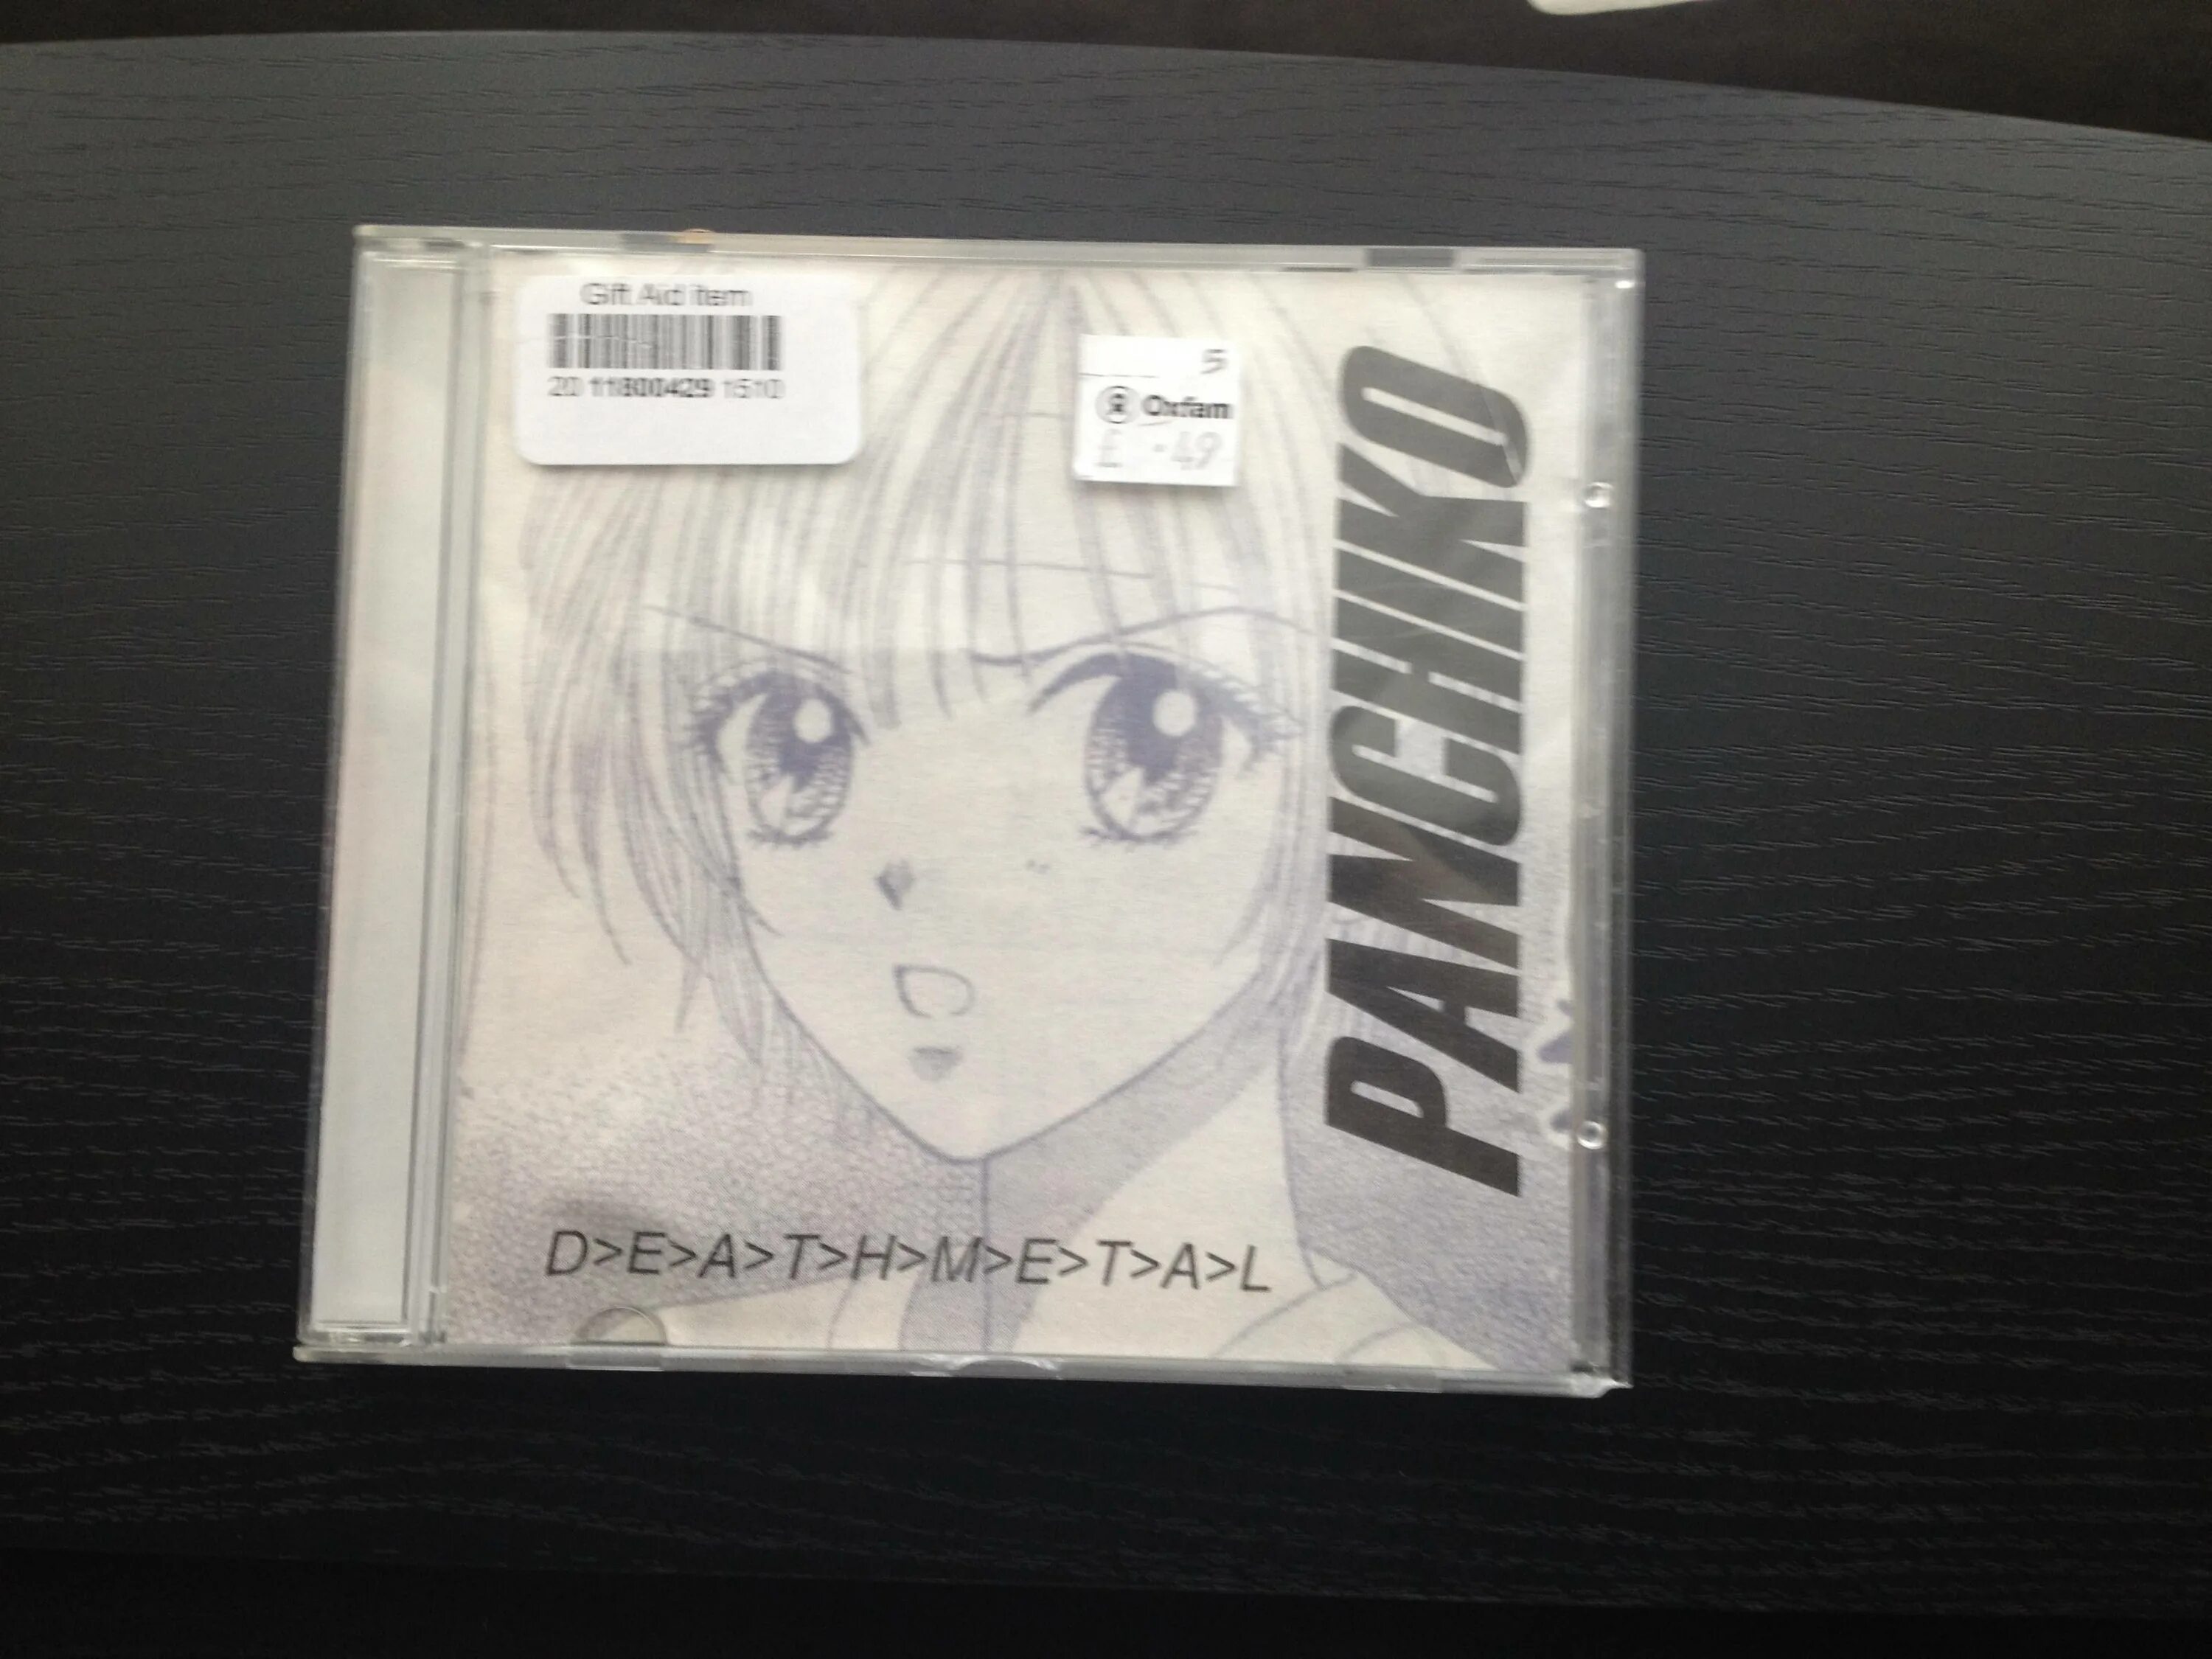 Gift Aid item
20 11800429 1510
5
Oxfam
£ -49
PANCHIKO
D>E>A>T>H>M>E>T>A>L